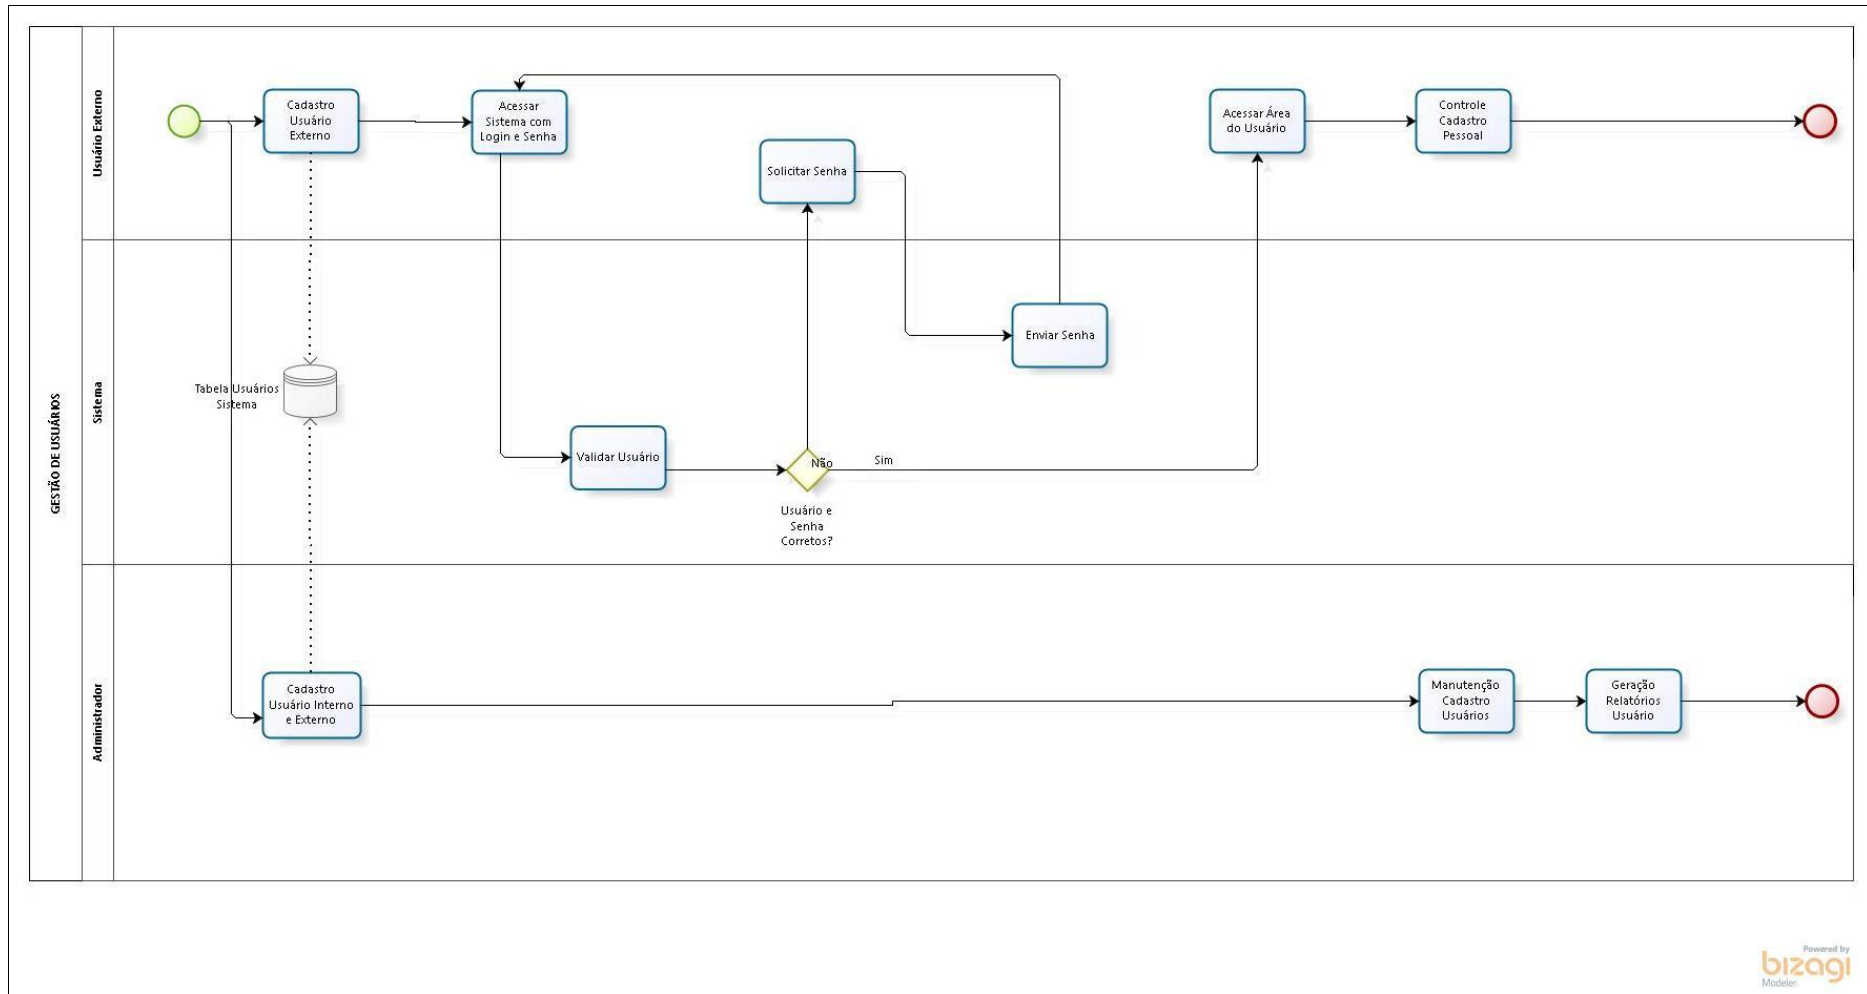 GESTÃO DE USUÁRIOS
Usuário Externo
Cadastro
Usuário
Externo
Acessar
Sistema com
Login e Senha
Solicitar Senha
Acessar Área
do Usuário
Controle
Cadastro
Pessoal
Sistema
Tabela Usuários
Sistema
Enviar Senha
Validar Usuário
Não
Sim
Usuário e
Senha
Corretos?
Administrador
Cadastro
Usuário Interno
e Externo
Manutenção
Cadastro
Usuários
Geração
Relatórios
Usuário
Powered by
bizagi
Modeler